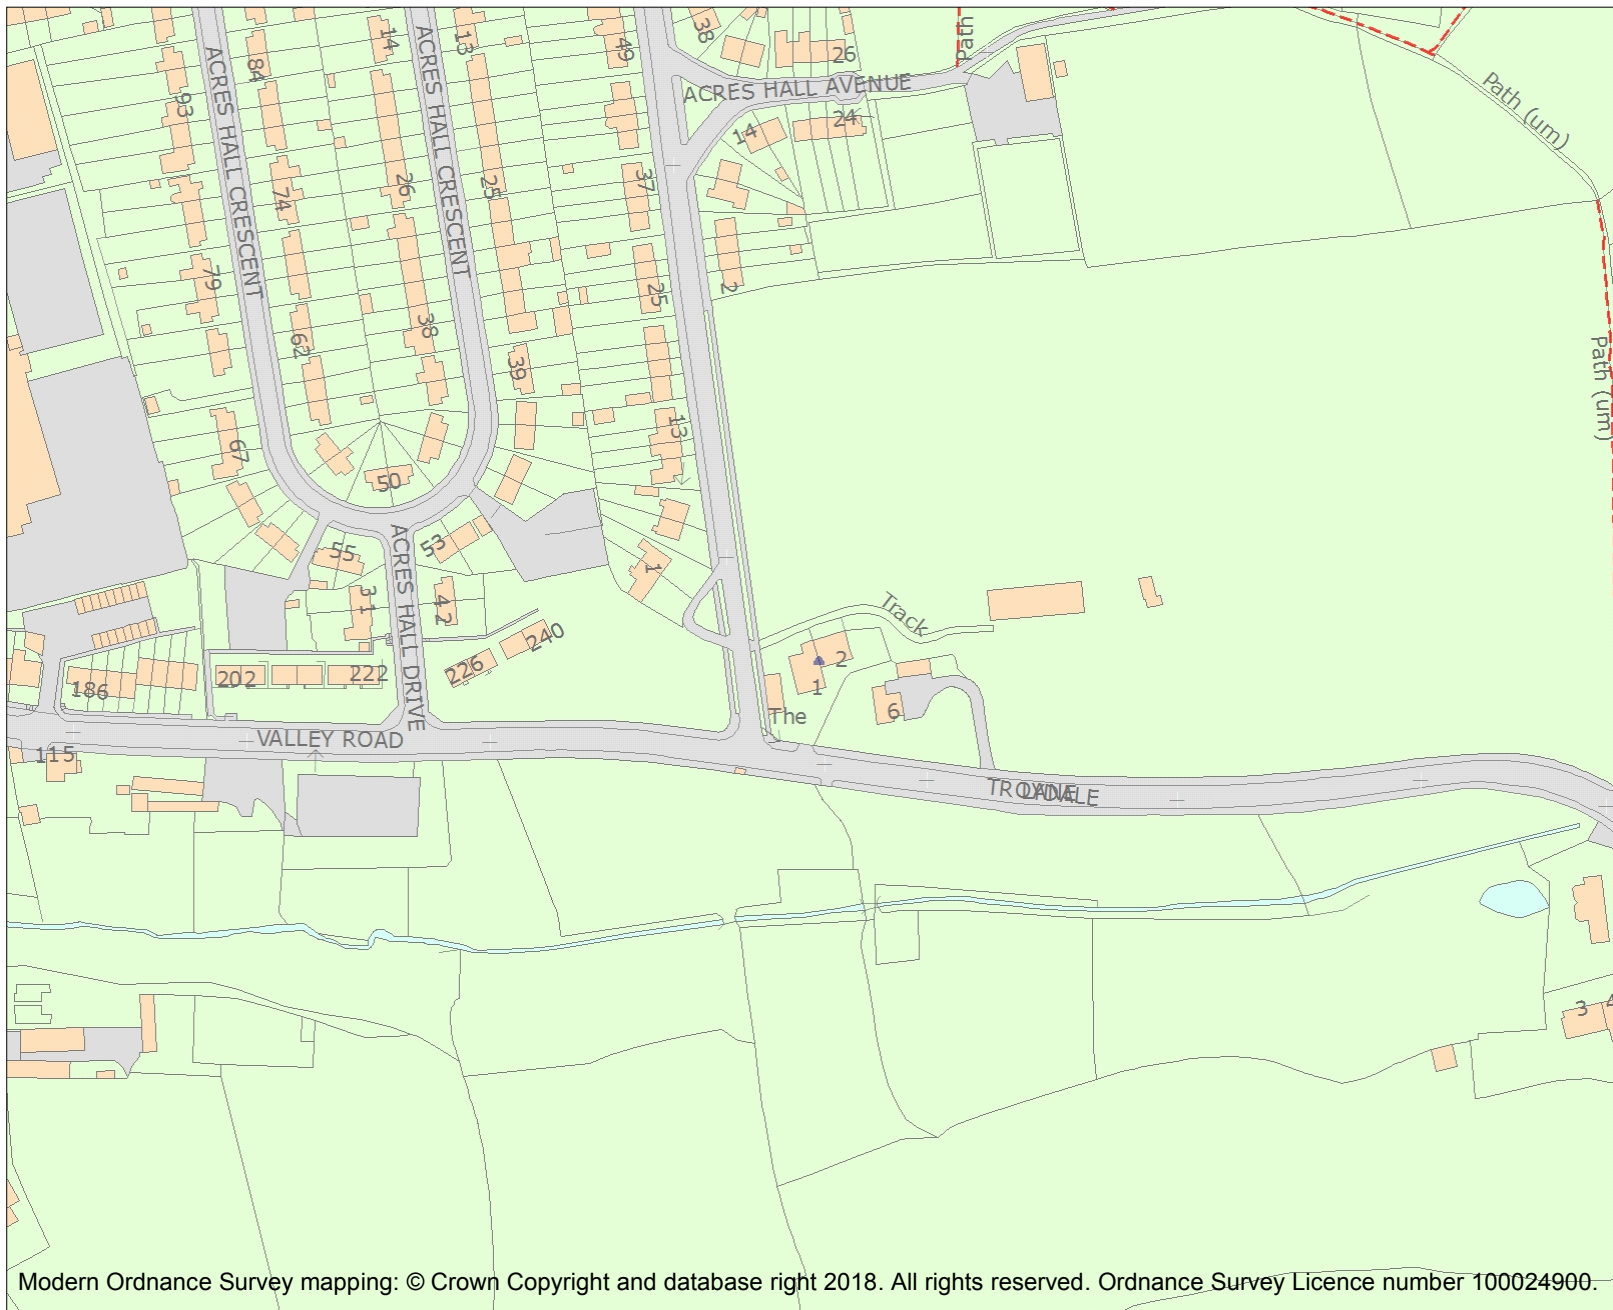 38
14
13
49
26
Path
84
ACRES HALL CRESCENT
ACRES HALL CRESCENT
ACRES HALL AVENUE
93
14
24
Path (um)
74
26
25
37
79
2
25
62
38
39
Path (um)
13
67
50
55
53
1
ACRES HALL DRIVE
31
42
Track
240
2
202
222
226
186
1
The
6
VALLEY ROAD
115
TROYDALE
LANE
3
4
Modern Ordnance Survey mapping: © Crown Copyright and database right 2018. All rights reserved. Ordnance Survey Licence number 100024900.